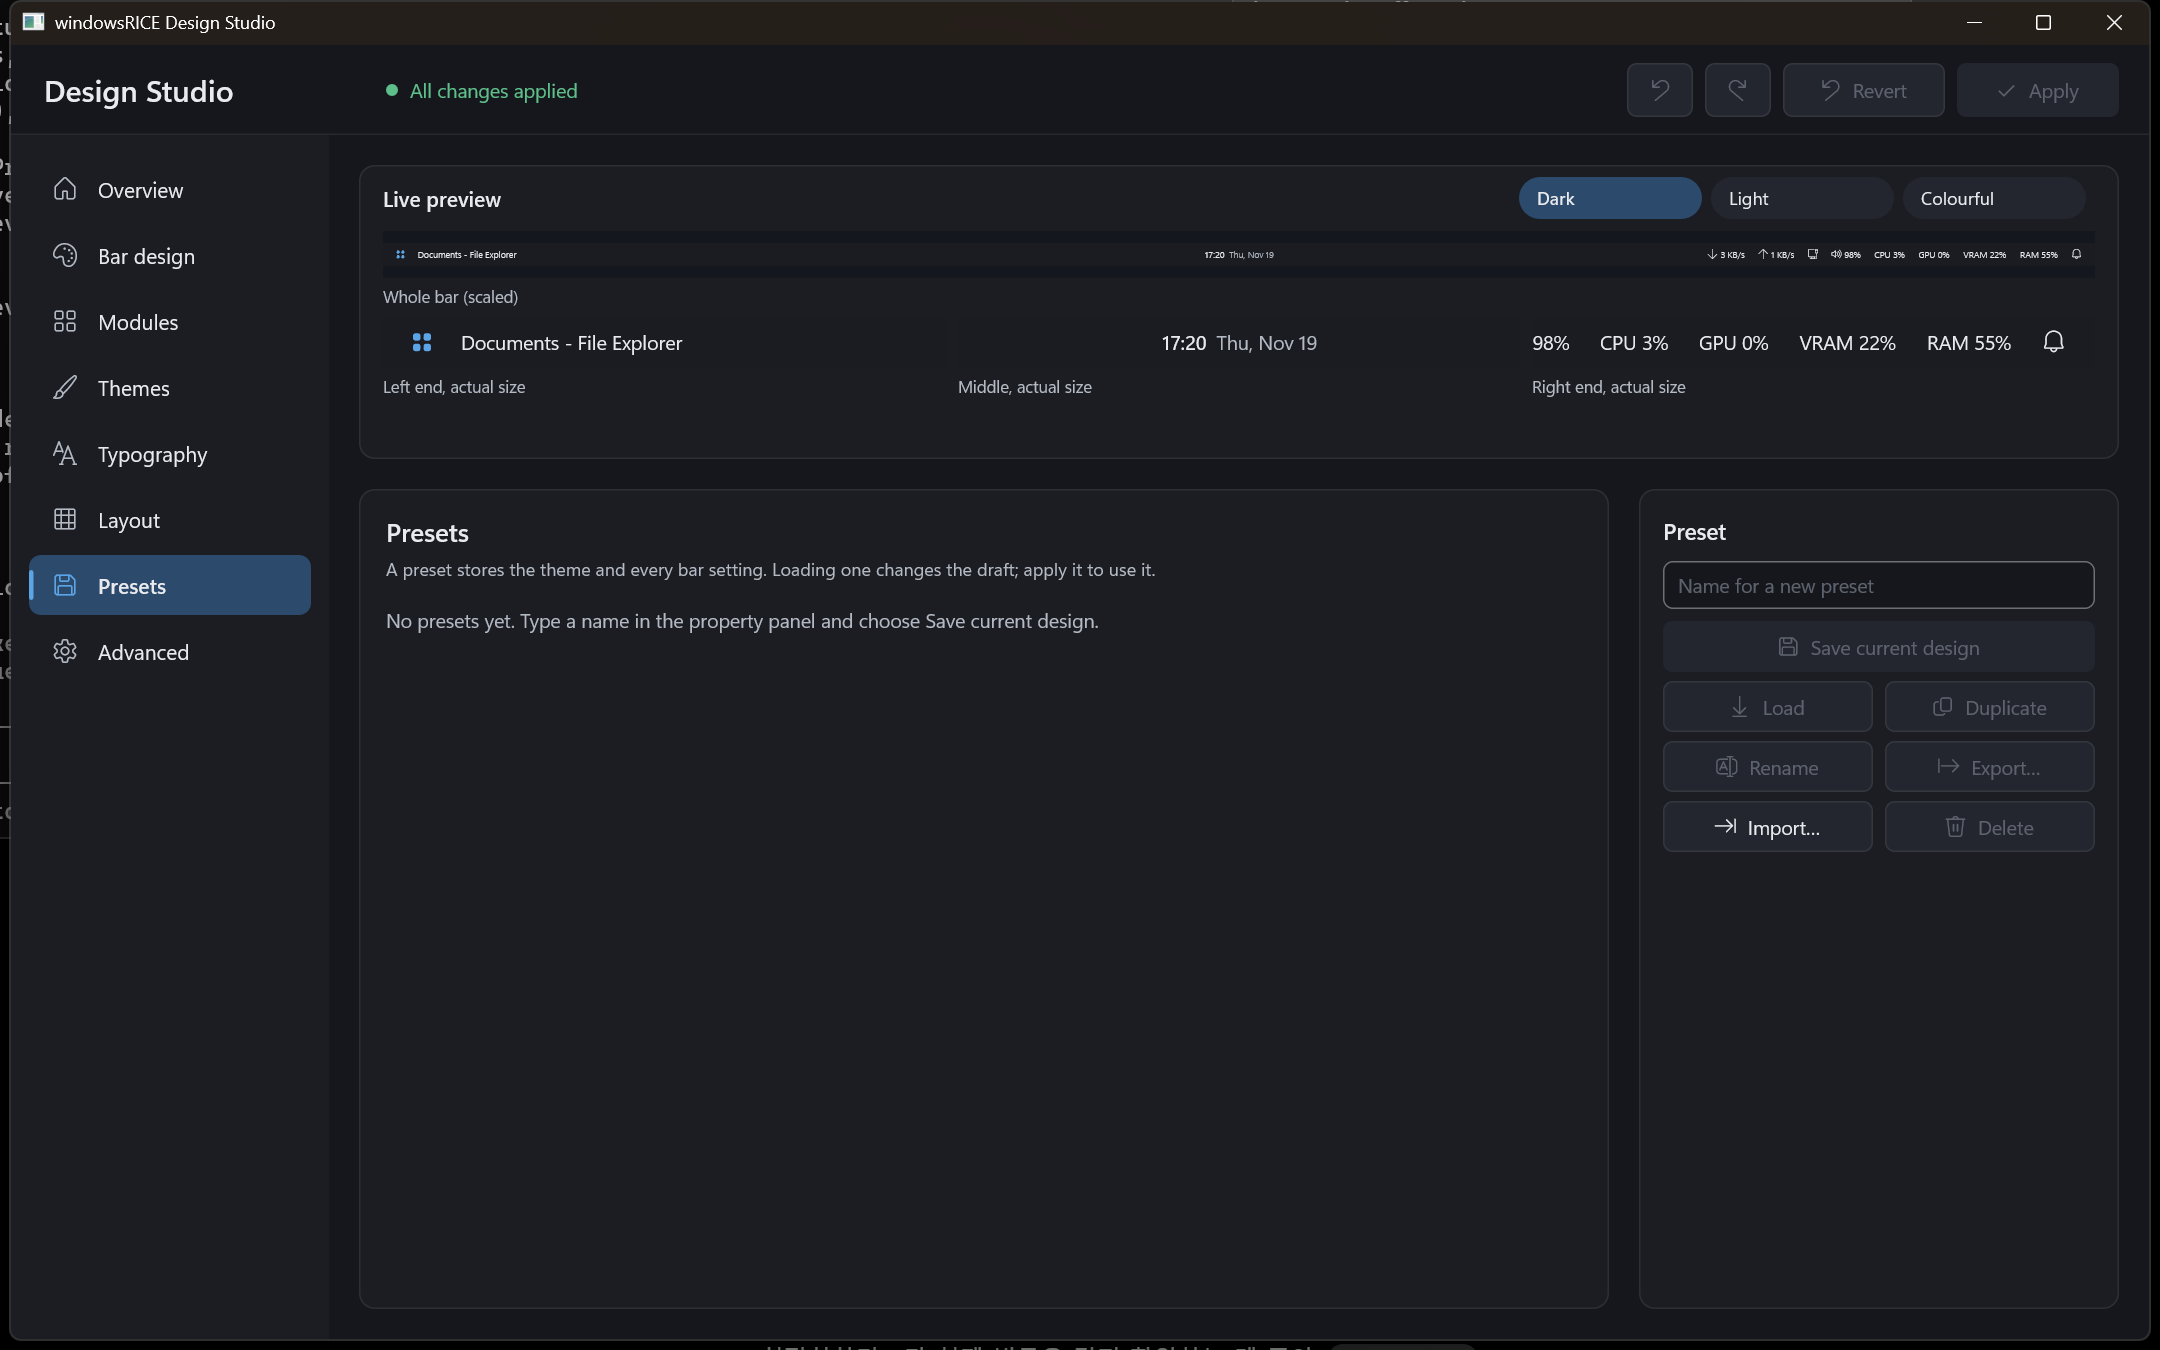 windowsRICE Design Studio
Design Studio
All changes applied
Revert
Apply
Overview
Bar design
Modules
Themes
Typography
Layout
Presets
Advanced
Live preview
Dark
Light
Colourful
Documents - File Explorer
17:20 Thu, Nov 19
3 KB/s
1 KB/s
98%
CPU 3%
GPU 0%
VRAM 22%
RAM 55%
Whole bar (scaled)
Documents - File Explorer
17:20 Thu, Nov 19
98%
CPU 3%
GPU 0%
VRAM 22%
RAM 55%
Left end, actual size
Middle, actual size
Right end, actual size
Presets
A preset stores the theme and every bar setting. Loading one changes the draft; apply it to use it.
No presets yet. Type a name in the property panel and choose Save current design.
Preset
Name for a new preset
Save current design
Load
Duplicate
Rename
Export...
Import...
Delete